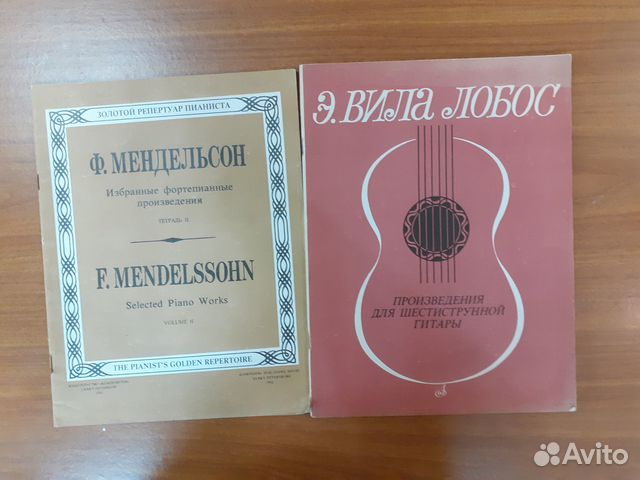 ЗОЛОТОЙ РЕПЕРТУАР ПИАНИСТА
Ф. МЕНДЕЛЬСОН
Избранные фортепианные
произведения
ТЕТРАДЬ II
F. MENDELSSOHN
Selected Piano Works
VOLUME II
THE PIANIST'S GOLDEN REPERTOIRE
Э. ВИЛА ЛОБОС
ПРОИЗВЕДЕНИЯ
ДЛЯ ШЕСТИСТРУННОЙ
ГИТАРЫ
Avito